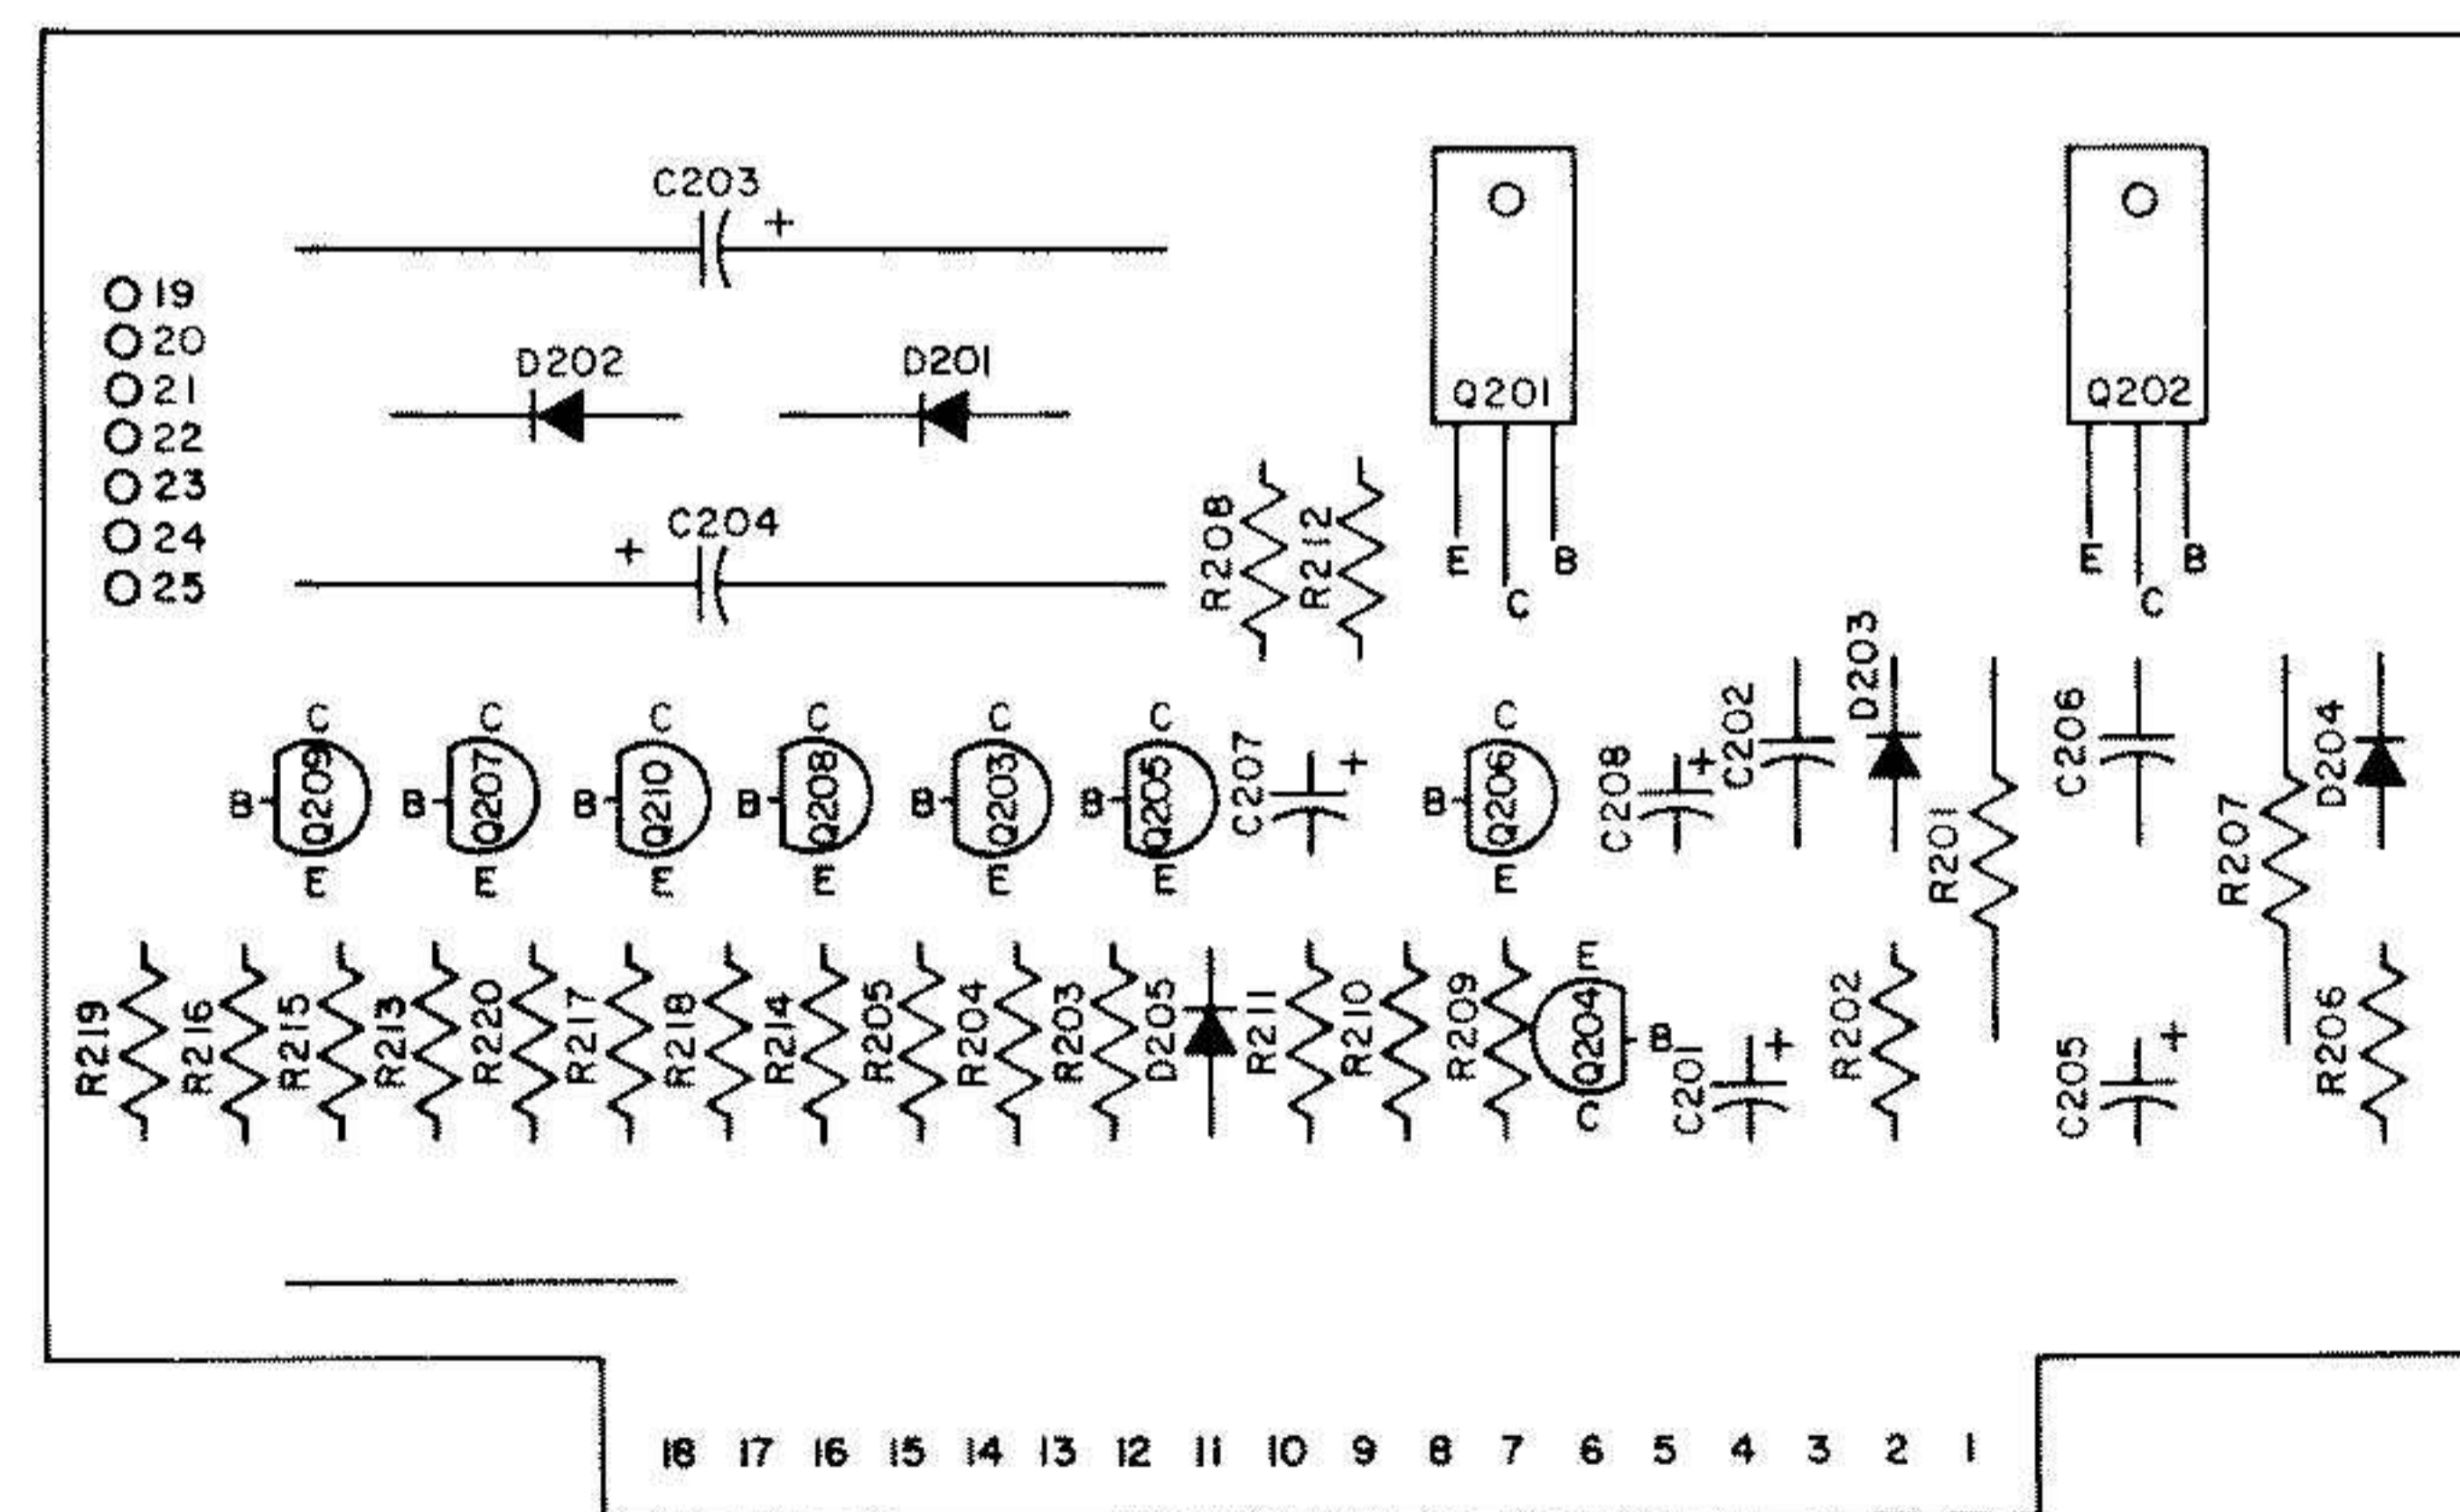 C203
+
19
20
21
22
23
24
25
D202
D201
C204
+
Q201
E
C
B
Q202
E
C
B
R208
R212
C
B
Q209
E
C
B
Q207
E
C
B
Q210
E
C
B
Q208
E
C
B
Q203
E
C
B
Q205
E
C207
+
C
B
Q206
E
C208
+
C202
D203
R201
C206
R207
D204
R219
R216
R215
R213
R220
R217
R218
R214
R205
R204
R203
D205
R211
R210
R209
E
Q204
B
C
C201
+
R202
C205
+
R206
18 17 16 15 14 13 12 11 10 9 8 7 6 5 4 3 2 1